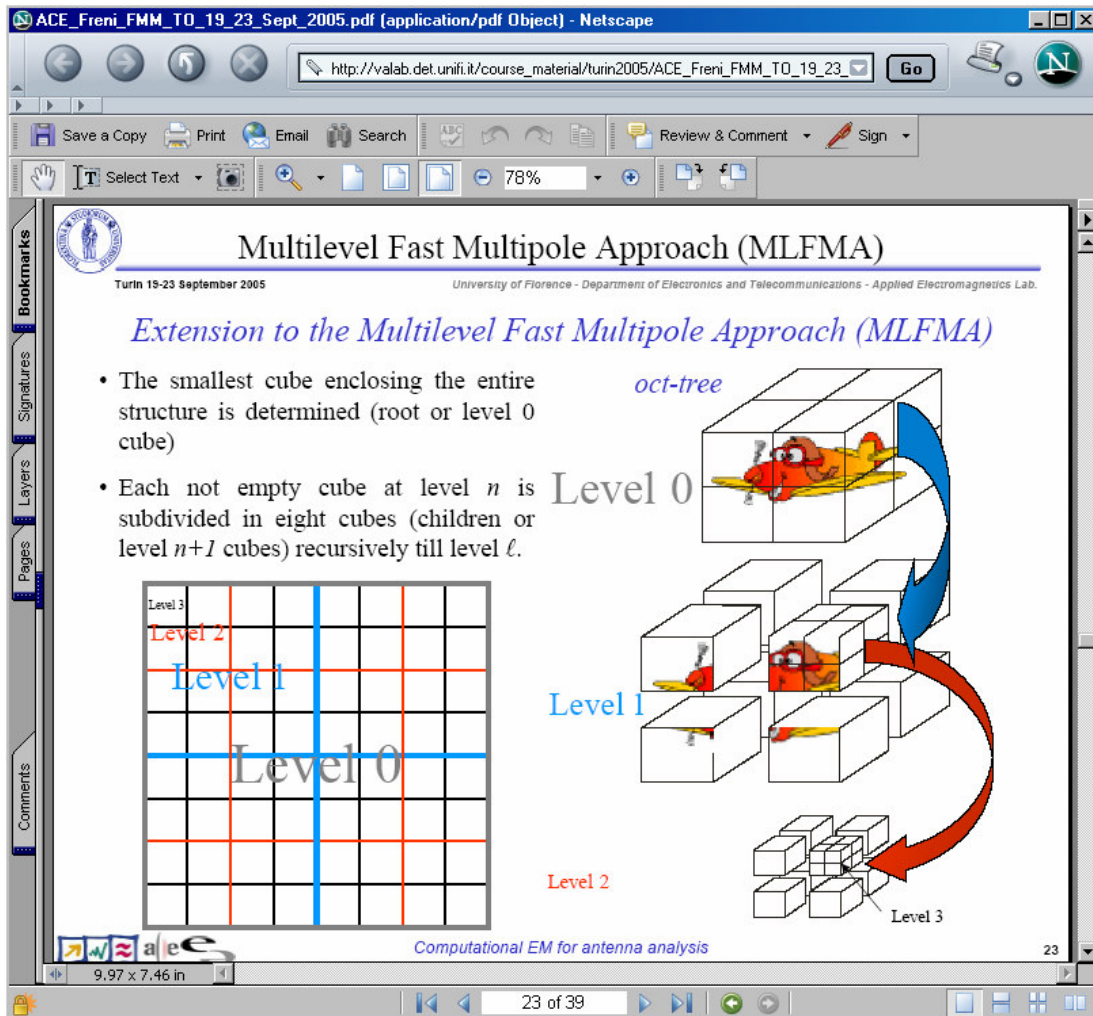 ACE_Freni_FMM_TO_19_23_Sept_2005.pdf (application/pdf Object) - Netscape
http://valab.det.unifi.it/course_material/turin2005/ACE_Freni_FMM_TO_19_23_
Go
N
Save a Copy Print Email Search ABC Review & Comment Sign
T Select Text 78%
Bookmarks
Signatures
Layers
Pages
Comments
Multilevel Fast Multipole Approach (MLFMA)
Turin 19-23 September 2005
University of Florence - Department of Electronics and Telecommunications - Applied Electromagnetics Lab.
Extension to the Multilevel Fast Multipole Approach (MLFMA)
• The smallest cube enclosing the entire
structure is determined (root or level 0
cube)
• Each not empty cube at level n is
subdivided in eight cubes (children or
level n+1 cubes) recursively till level ℓ.
oct-tree
Level 0
Level 1
Level 2
Level 3
Level 3
Level 2
Level 1
Level 0
ace
Computational EM for antenna analysis
23
9.97 x 7.46 in
23 of 39